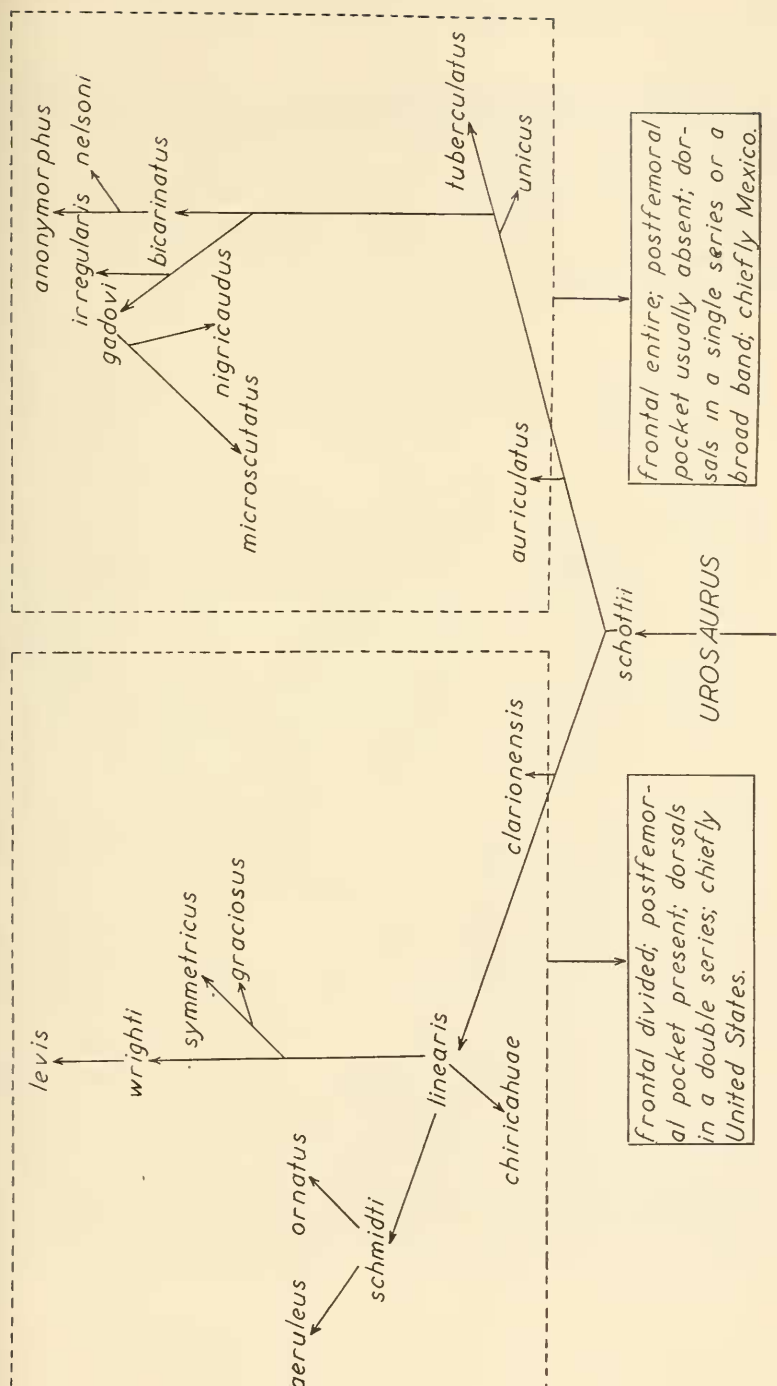 levis
wrighti
symmetricus
graciosus
aeruleus
ornatus
schmidti
linearis
chiricahuae
clarionensis
anonymorphus
nelsoni
irregularis
gadovi
bicarinatus
nigricaudus
microscutatus
tuberculatus
unicus
auriculatus
schottii
UROSAURUS
frontal divided; postfemor-
al pocket present; dorsals
in a double series; chiefly
United States.
frontal entire; postfemoral
pocket usually absent; dor-
sals in a single series or a
broad band; chiefly Mexico.